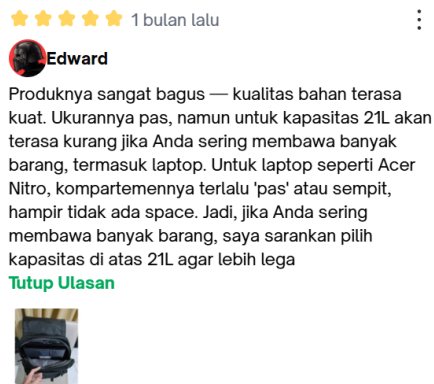 1 bulan lalu
Edward
Produknya sangat bagus — kualitas bahan terasa
kuat. Ukurannya pas, namun untuk kapasitas 21L akan
terasa kurang jika Anda sering membawa banyak
barang, termasuk laptop. Untuk laptop seperti Acer
Nitro, kompartemennya terlalu 'pas' atau sempit,
hampir tidak ada space. Jadi, jika Anda sering
membawa banyak barang, saya sarankan pilih
kapasitas di atas 21L agar lebih lega
Tutup Ulasan